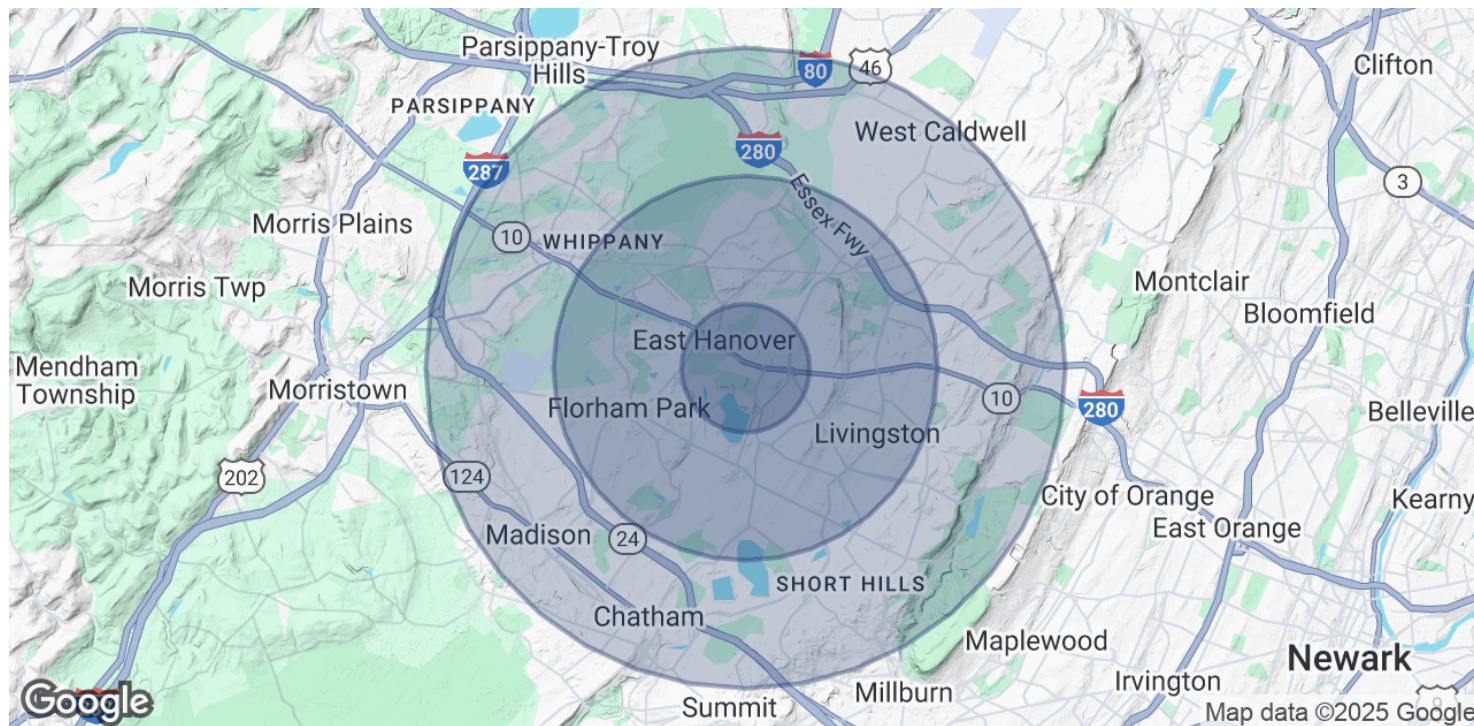 Parsippany-Troy
Hills
80
46
Clifton
PARSIPPANY
West Caldwell
280
287
Essex Fwy
3
Morris Plains
10
WHIPPANY
Morris Twp
Montclair
Bloomfield
East Hanover
Mendham
Township
Morristown
Florham Park
10
280
Belleville
Livingston
202
124
City of Orange
Kearny
East Orange
Madison
24
SHORT HILLS
Chatham
Maplewood
Newark
Millburn
Irvington
Summit
Google
Map data ©2025 Google